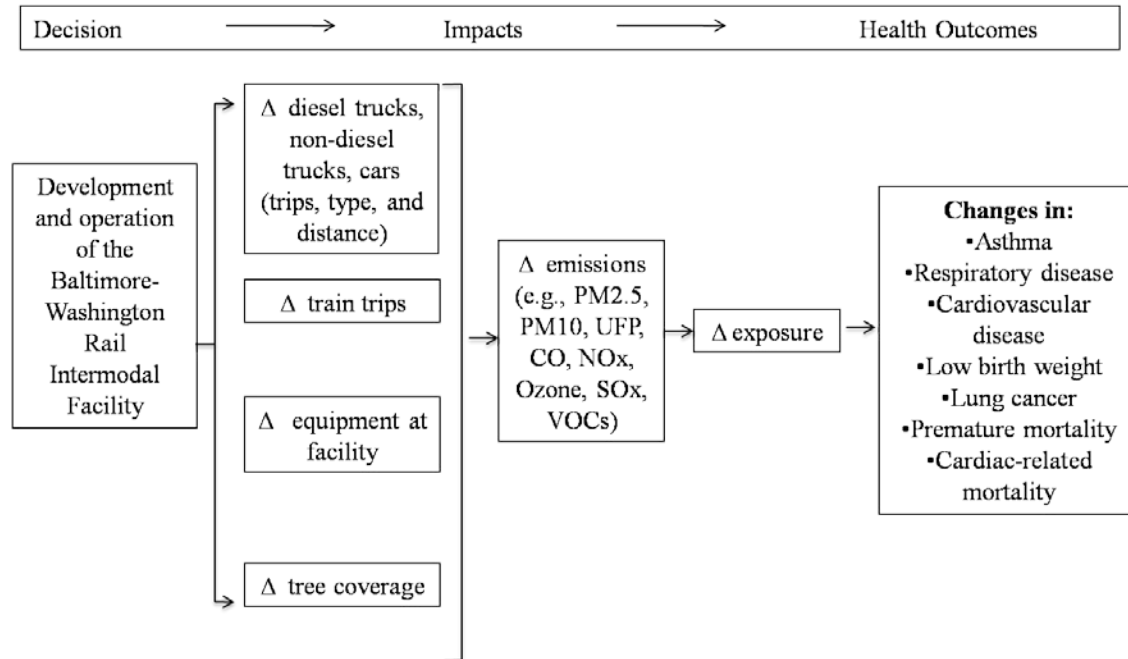 Decision Impacts Health Outcomes
Development
and operation
of the
Baltimore-
Washington
Rail
Intermodal
Facility
Δ diesel trucks,
non-diesel
trucks, cars
(trips, type, and
distance)
Δ train trips
Δ equipment at
facility
Δ tree coverage
Δ emissions
(e.g., PM2.5,
PM10, UFP,
CO, NOx,
Ozone, SOx,
VOCs)
Δ exposure
Changes in:
▪Asthma
▪Respiratory disease
▪Cardiovascular
disease
▪Low birth weight
▪Lung cancer
▪Premature mortality
▪Cardiac-related
mortality